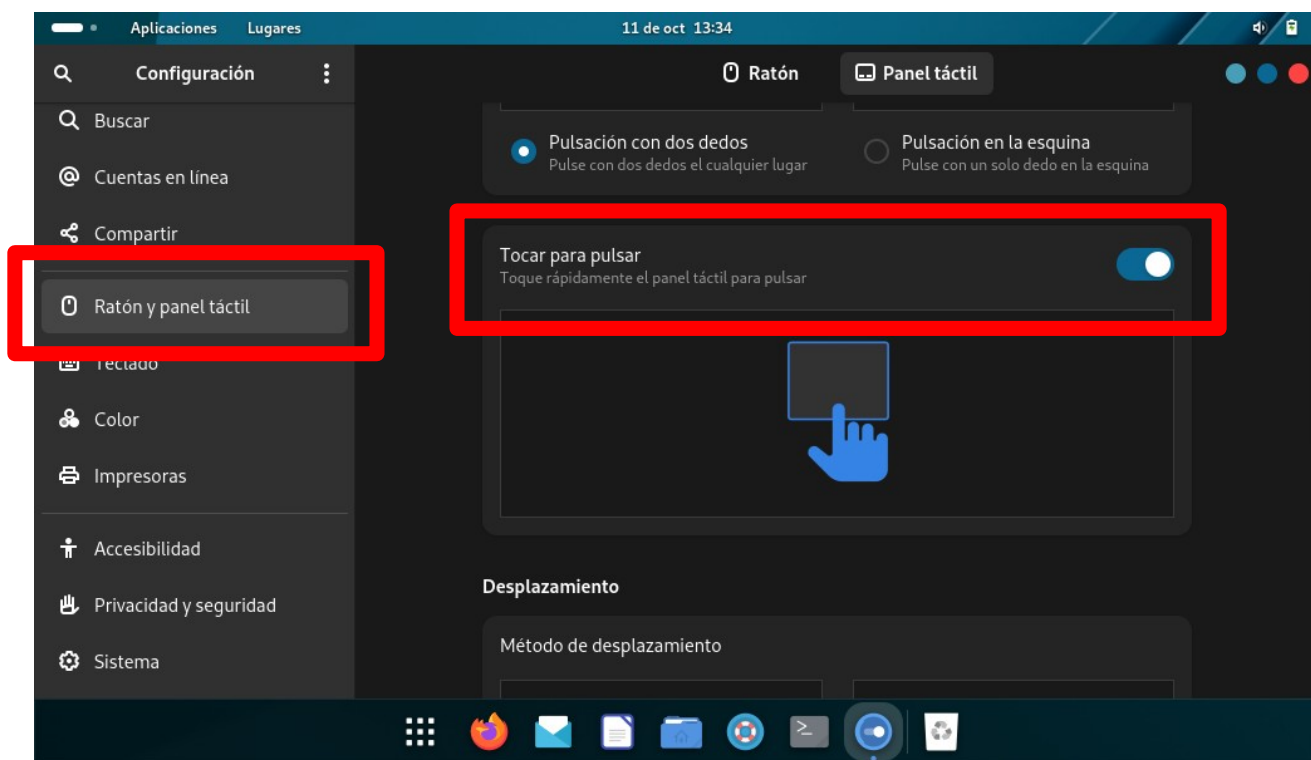 Aplicaciones Lugares 11 de oct 13:34
Configuración
Ratón Panel táctil
Buscar
Cuentas en línea
Compartir
Ratón y panel táctil
Teclado
Color
Impresoras
Accesibilidad
Privacidad y seguridad
Sistema
Pulsación con dos dedos
Pulse con dos dedos el cualquier lugar
Pulsación en la esquina
Pulse con un solo dedo en la esquina
Tocar para pulsar
Toque rápidamente el panel táctil para pulsar
Desplazamiento
Método de desplazamiento